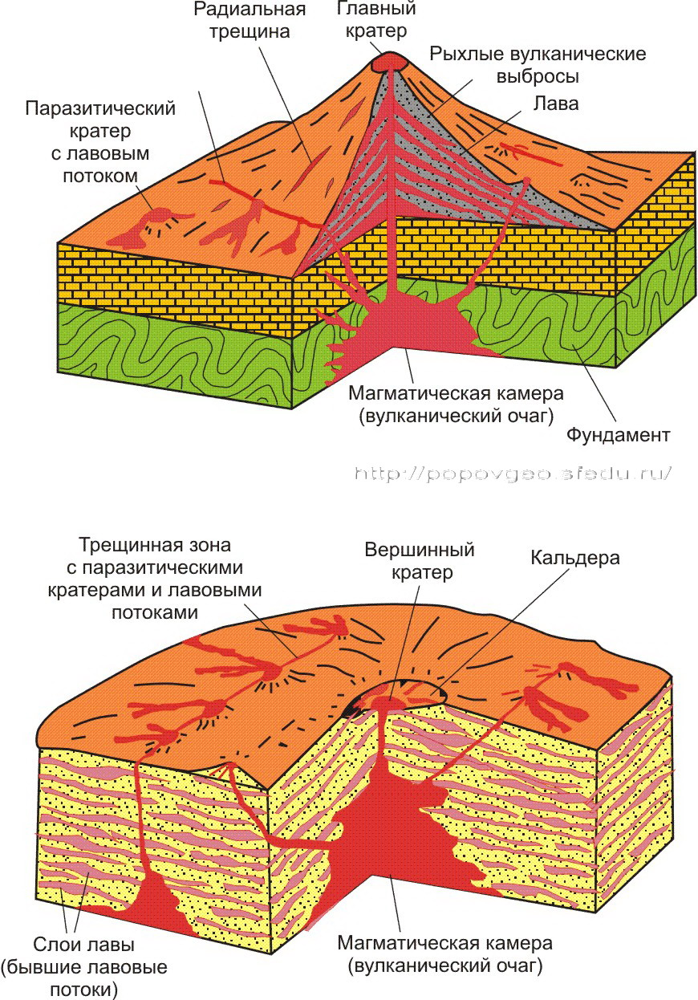 Радиальная
трещина
Главный
кратер
Рыхлые вулканические
выбросы
Лава
Паразитический
кратер
с лавовым
потоком
Магматическая камера
(вулканический очаг)
Фундамент
http://popovgeo.sfedu.ru/
Трещинная зона
с паразитическими
кратерами и лавовыми
потоками
Вершинный
кратер
Кальдера
Слои лавы
(бывшие лавовые
потоки)
Магматическая камера
(вулканический очаг)